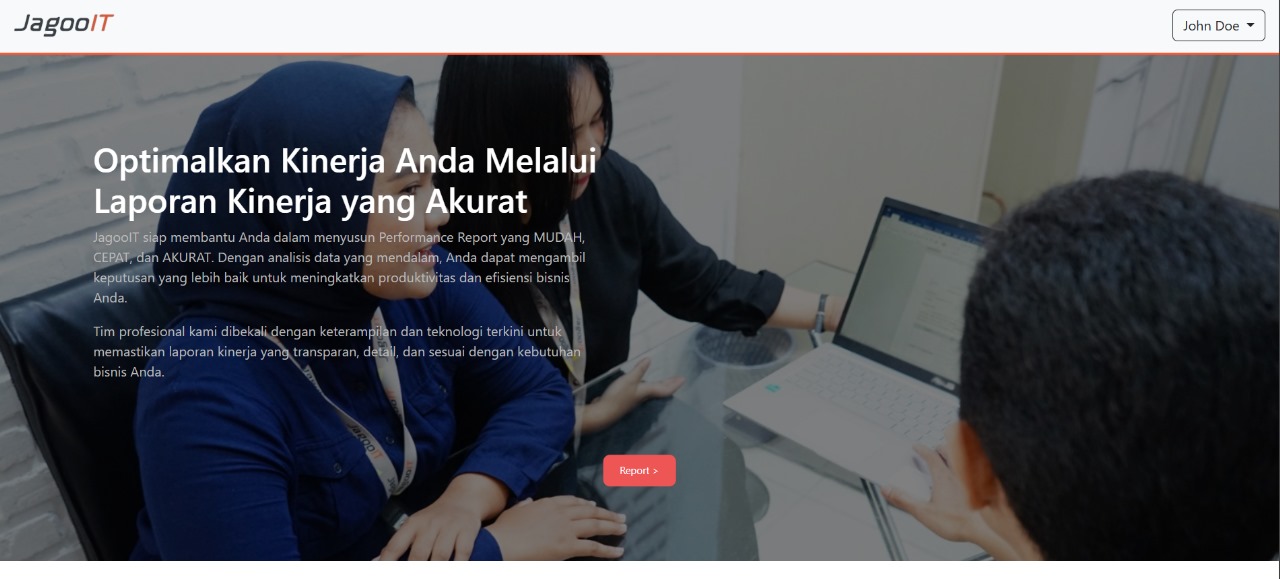 JagooIT
John Doe
Optimalkan Kinerja Anda Melalui
Laporan Kinerja yang Akurat
JagooIT siap membantu Anda dalam menyusun Performance Report yang MUDAH,
CEPAT, dan AKURAT. Dengan analisis data yang mendalam, Anda dapat mengambil
keputusan yang lebih baik untuk meningkatkan produktivitas dan efisiensi bisnis
Anda.
Tim profesional kami dibekali dengan keterampilan dan teknologi terkini untuk
memastikan laporan kinerja yang transparan, detail, dan sesuai dengan kebutuhan
bisnis Anda.
JagooIT
Report >